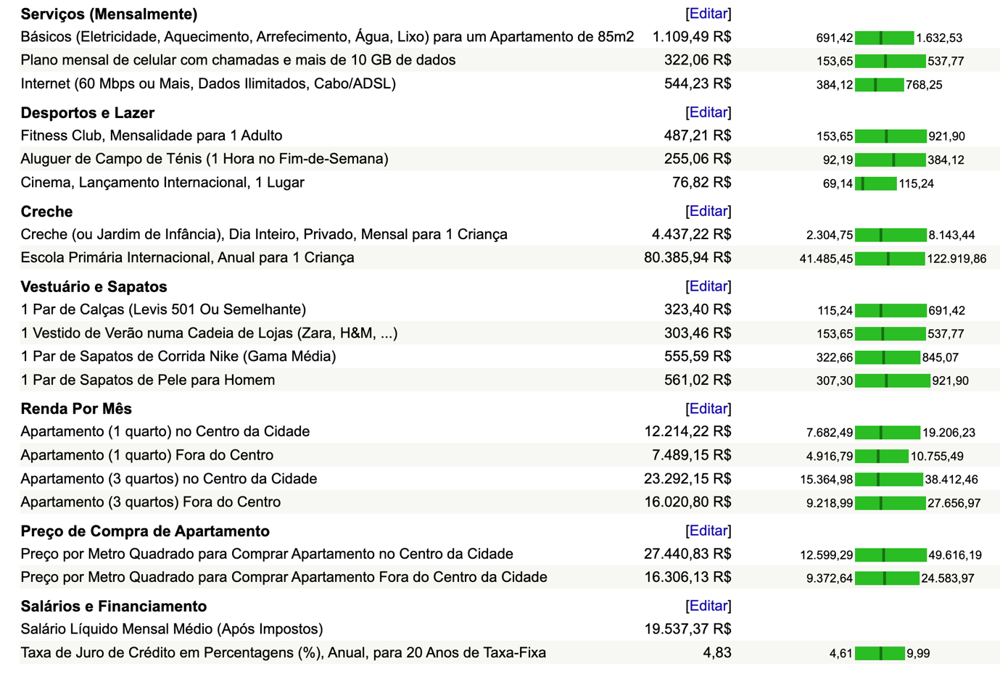 Serviços (Mensalmente) [Editar]
Básicos (Eletricidade, Aquecimento, Arrefecimento, Água, Lixo) para um Apartamento de 85m2 1.109,49 R$ 691,42 1.632,53
Plano mensal de celular com chamadas e mais de 10 GB de dados 322,06 R$ 153,65 537,77
Internet (60 Mbps ou Mais, Dados Ilimitados, Cabo/ADSL) 544,23 R$ 384,12 768,25
Desportos e Lazer [Editar]
Fitness Club, Mensalidade para 1 Adulto 487,21 R$ 153,65 921,90
Aluguer de Campo de Ténis (1 Hora no Fim-de-Semana) 255,06 R$ 92,19 384,12
Cinema, Lançamento Internacional, 1 Lugar 76,82 R$ 69,14 115,24
Creche [Editar]
Creche (ou Jardim de Infância), Dia Inteiro, Privado, Mensal para 1 Criança 4.437,22 R$ 2.304,75 8.143,44
Escola Primária Internacional, Anual para 1 Criança 80.385,94 R$ 41.485,45 122.919,86
Vestuário e Sapatos [Editar]
1 Par de Calças (Levis 501 Ou Semelhante) 323,40 R$ 115,24 691,42
1 Vestido de Verão numa Cadeia de Lojas (Zara, H&M, ...) 303,46 R$ 153,65 537,77
1 Par de Sapatos de Corrida Nike (Gama Média) 555,59 R$ 322,66 845,07
1 Par de Sapatos de Pele para Homem 561,02 R$ 307,30 921,90
Renda Por Mês [Editar]
Apartamento (1 quarto) no Centro da Cidade 12.214,22 R$ 7.682,49 19.206,23
Apartamento (1 quarto) Fora do Centro 7.489,15 R$ 4.916,79 10.755,49
Apartamento (3 quartos) no Centro da Cidade 23.292,15 R$ 15.364,98 38.412,46
Apartamento (3 quartos) Fora do Centro 16.020,80 R$ 9.218,99 27.656,97
Preço de Compra de Apartamento [Editar]
Preço por Metro Quadrado para Comprar Apartamento no Centro da Cidade 27.440,83 R$ 12.599,29 49.616,19
Preço por Metro Quadrado para Comprar Apartamento Fora do Centro da Cidade 16.306,13 R$ 9.372,64 24.583,97
Salários e Financiamento [Editar]
Salário Líquido Mensal Médio (Após Impostos) 19.537,37 R$
Taxa de Juro de Crédito em Percentagens (%), Anual, para 20 Anos de Taxa-Fixa 4,83 4,61 9,99